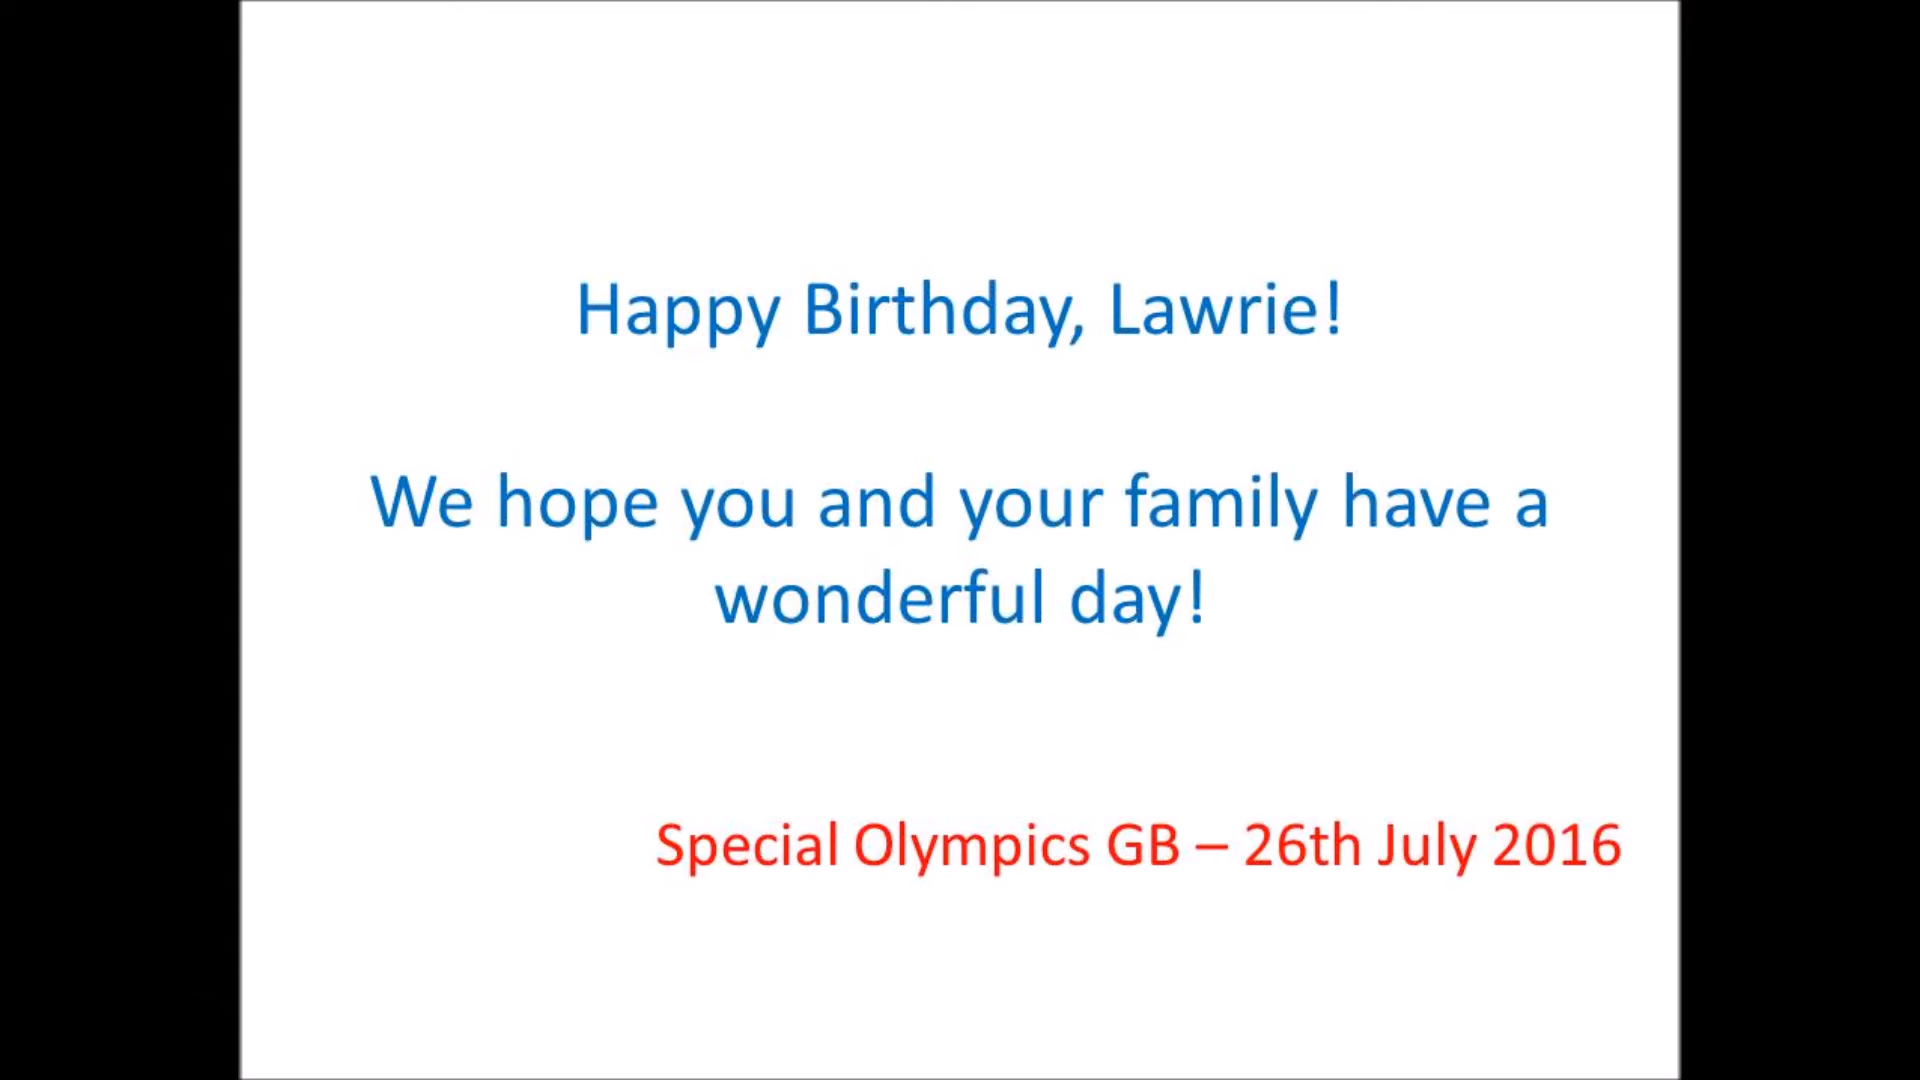 Happy Birthday, Lawrie!
We hope you and your family have a
wonderful day!
Special Olympics GB – 26th July 2016